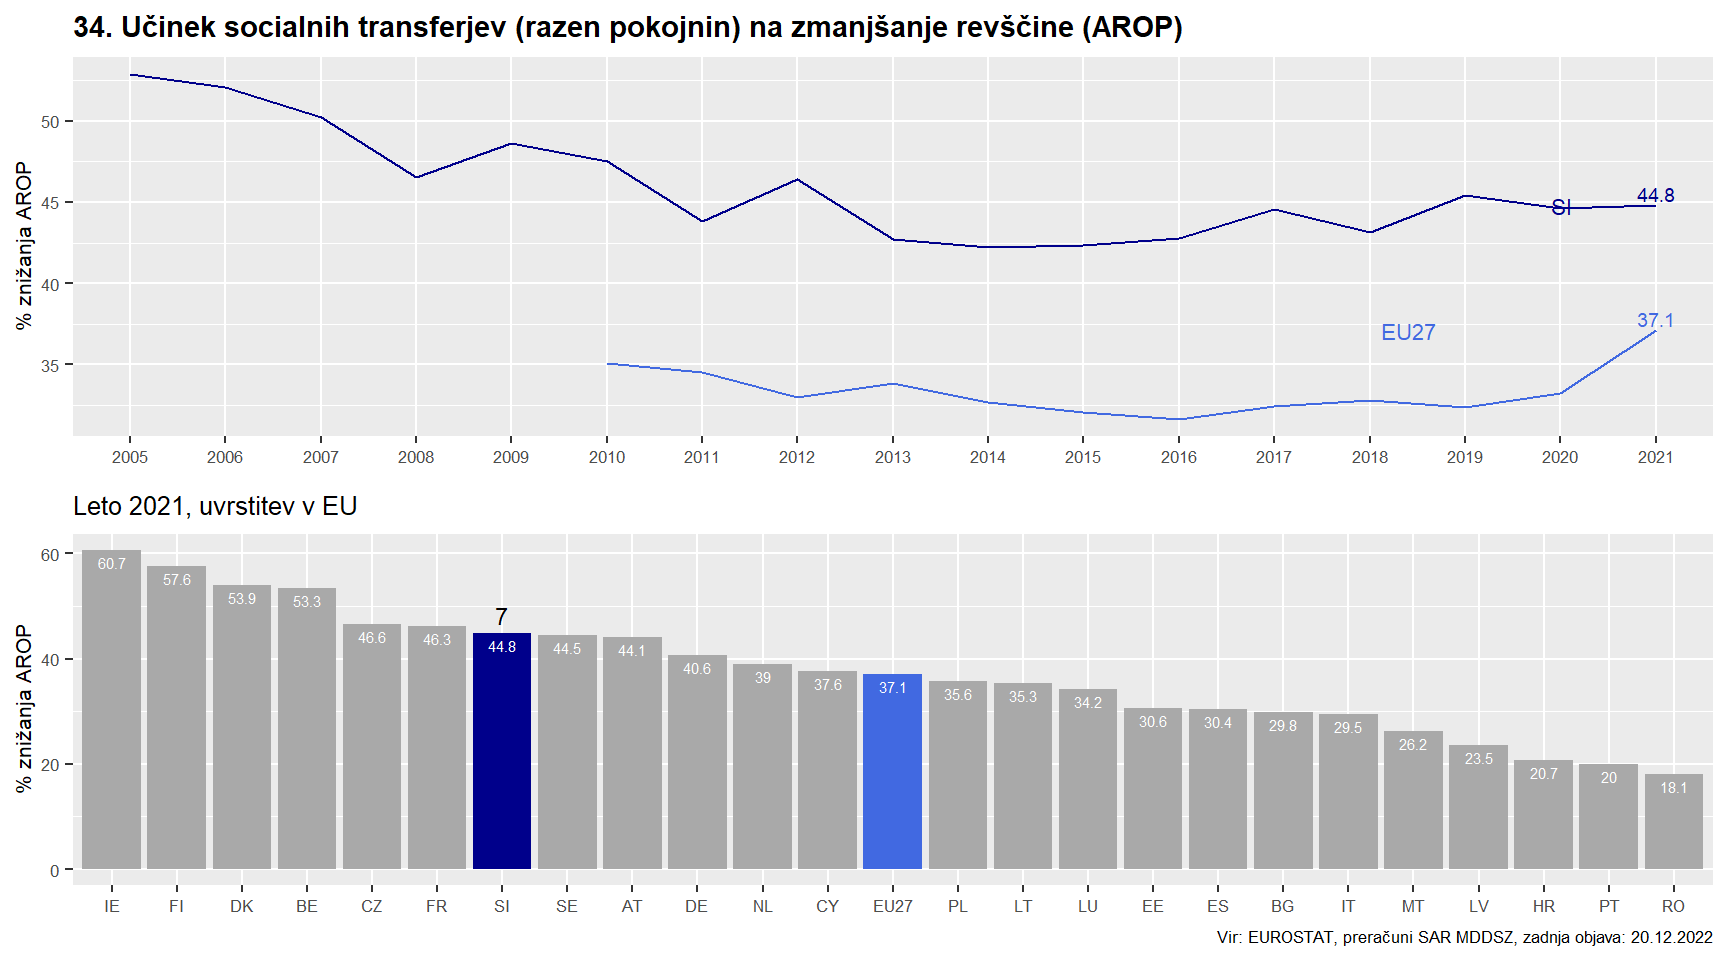 34. Učinek socialnih transferjev (razen pokojnin) na zmanjšanje revščine (AROP)
% znižanja AROP
50
45
40
35
SI
44.8
EU27
37.1
2005 2006 2007 2008 2009 2010 2011 2012 2013 2014 2015 2016 2017 2018 2019 2020 2021
Leto 2021, uvrstitev v EU
% znižanja AROP
60
40
20
0
7
60.7 57.6 53.9 53.3 46.6 46.3 44.8 44.5 44.1 40.6 39 37.6 37.1 35.6 35.3 34.2 30.6 30.4 29.8 29.5 26.2 23.5 20.7 20 18.1
IE FI DK BE CZ FR SI SE AT DE NL CY EU27 PL LT LU EE ES BG IT MT LV HR PT RO
Vir: EUROSTAT, preračuni SAR MDDSZ, zadnja objava: 20.12.2022